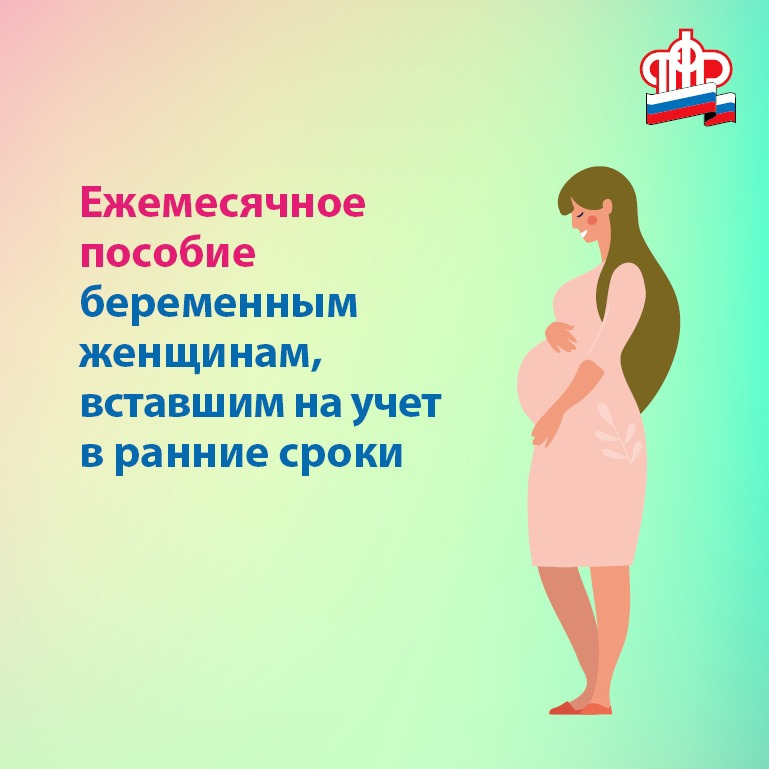 Ежемесячное
пособие
беременным
женщинам,
вставшим на учет
в ранние сроки